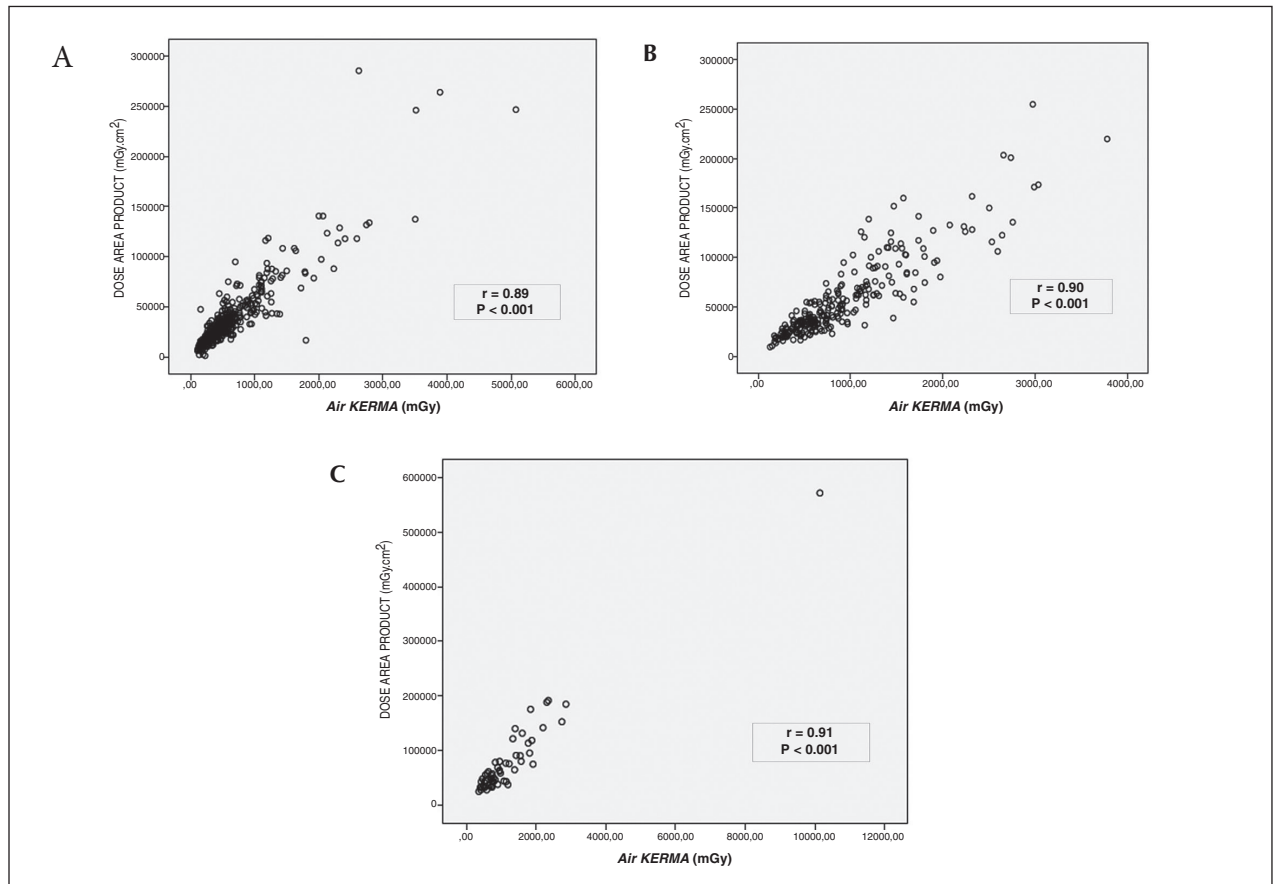 A
DOSE AREA PRODUCT (mGy.cm²)
300000
250000
200000
150000
100000
50000
0
r = 0.89
P < 0.001
,00 1000,00 2000,00 3000,00 4000,00 5000,00 6000,00
Air KERMA (mGy)
B
DOSE AREA PRODUCT (mGy.cm²)
300000
250000
200000
150000
100000
50000
0
r = 0.90
P < 0.001
,00 1000,00 2000,00 3000,00 4000,00
Air KERMA (mGy)
C
DOSE AREA PRODUCT (mGy.cm²)
600000
500000
400000
300000
200000
100000
0
r = 0.91
P < 0.001
,00 2000,00 4000,00 6000,00 8000,00 10000,00 12000,00
Air KERMA (mGy)